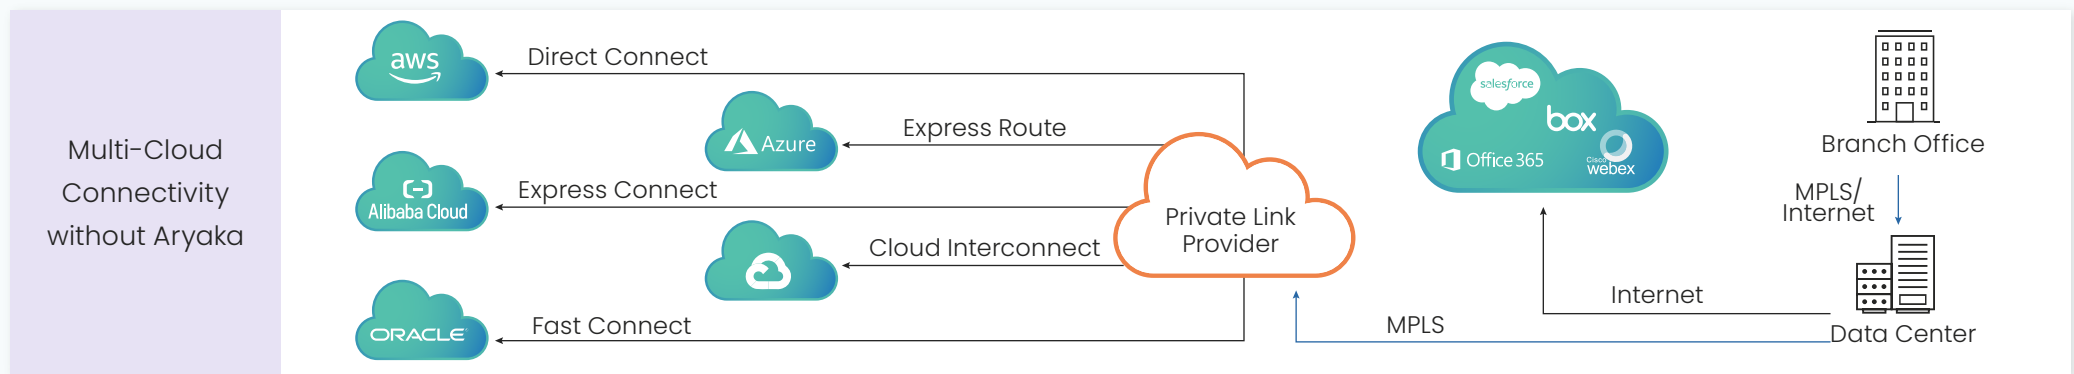 Multi-Cloud
Connectivity
without Aryaka
aws
Direct Connect
Azure
Express Route
Alibaba Cloud
Express Connect
Cloud Interconnect
ORACLE
Fast Connect
Private Link
Provider
MPLS
salesforce
box
Office 365
Cisco
webex
Internet
Branch Office
MPLS/
Internet
Data Center